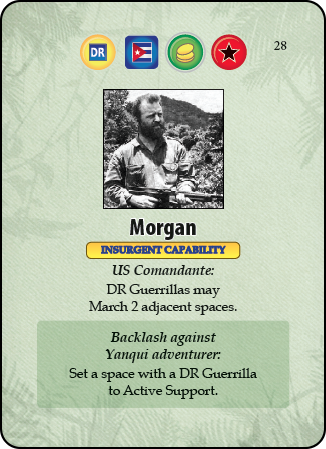 DR
28
Morgan
INSURGENT CAPABILITY
US Comandante:
DR Guerrillas may
March 2 adjacent spaces.
Backlash against
Yanqui adventurer:
Set a space with a DR Guerrilla
to Active Support.